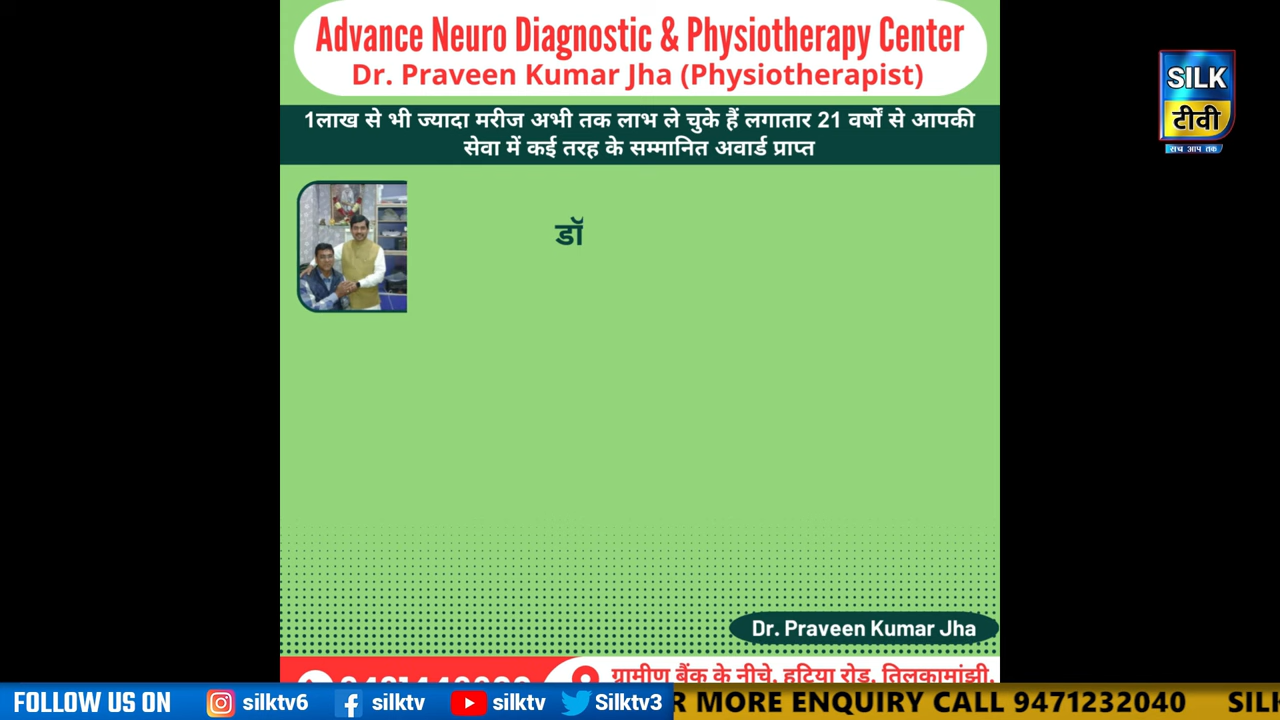 Advance Neuro Diagnostic & Physiotherapy Center
Dr. Praveen Kumar Jha (Physiotherapist)
1लाख से भी ज्यादा मरीज अभी तक लाभ ले चुके हैं लगातार 21 वर्षों से आपकी
सेवा में कई तरह के सम्मानित अवार्ड प्राप्त
SILK
टीवी
सच आप तक
डॉ
Dr. Praveen Kumar Jha
ग्रामीण बैंक के नीचे, हटिया रोड, तिलकामांझी,
FOLLOW US ON silktv6 silktv silktv Silktv3 R MORE ENQUIRY CALL 9471232040 SILK